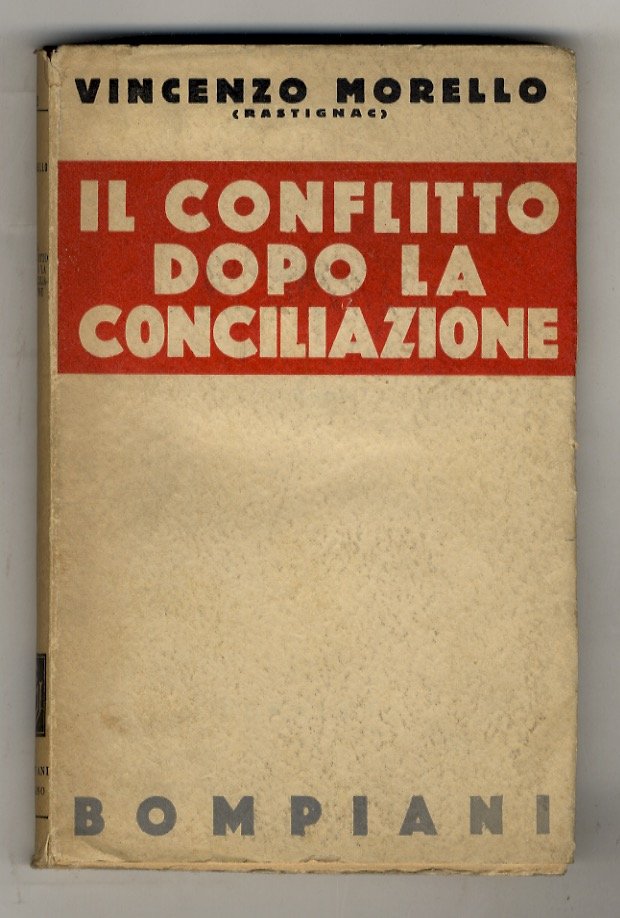 VINCENZO MORELLO
(RASTIGNAC)
IL CONFLITTO
DOPO LA
CONCILIAZIONE
BOMPIANI